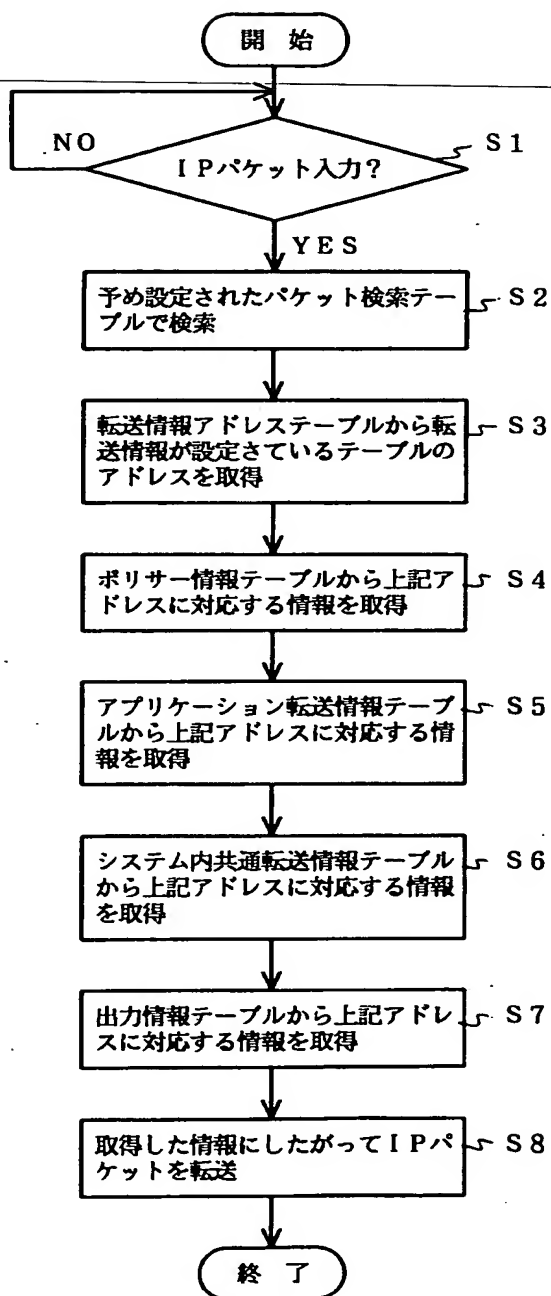 開 始
NO
IPパケット入力?
S1
YES
予め設定されたパケット検索テー
ブルで検索
S2
転送情報アドレステーブルから転
送情報が設定さているテーブルの
アドレスを取得
S3
ポリサー情報テーブルから上記ア
ドレスに対応する情報を取得
S4
アプリケーション転送情報テーブ
ルから上記アドレスに対応する情
報を取得
S5
システム内共通転送情報テーブル
から上記アドレスに対応する情報
を取得
S6
出力情報テーブルから上記アドレ
スに対応する情報を取得
S7
取得した情報にしたがってIPパ
ケットを転送
S8
終 了